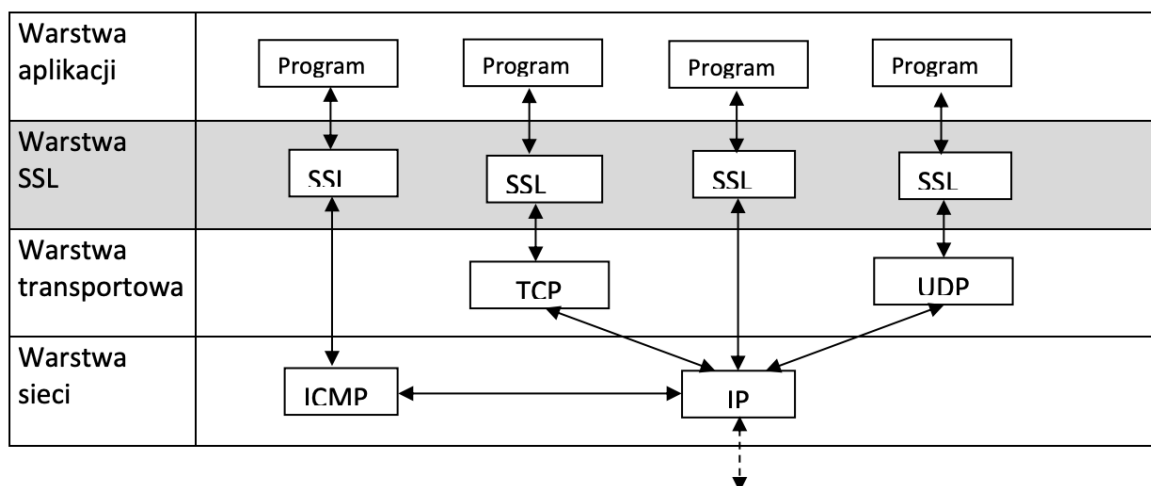 Warstwa
aplikacji
Program
Program
Program
Program
Warstwa
SSL
SSL
SSL
SSL
SSL
Warstwa
transportowa
TCP
UDP
Warstwa
sieci
ICMP
IP